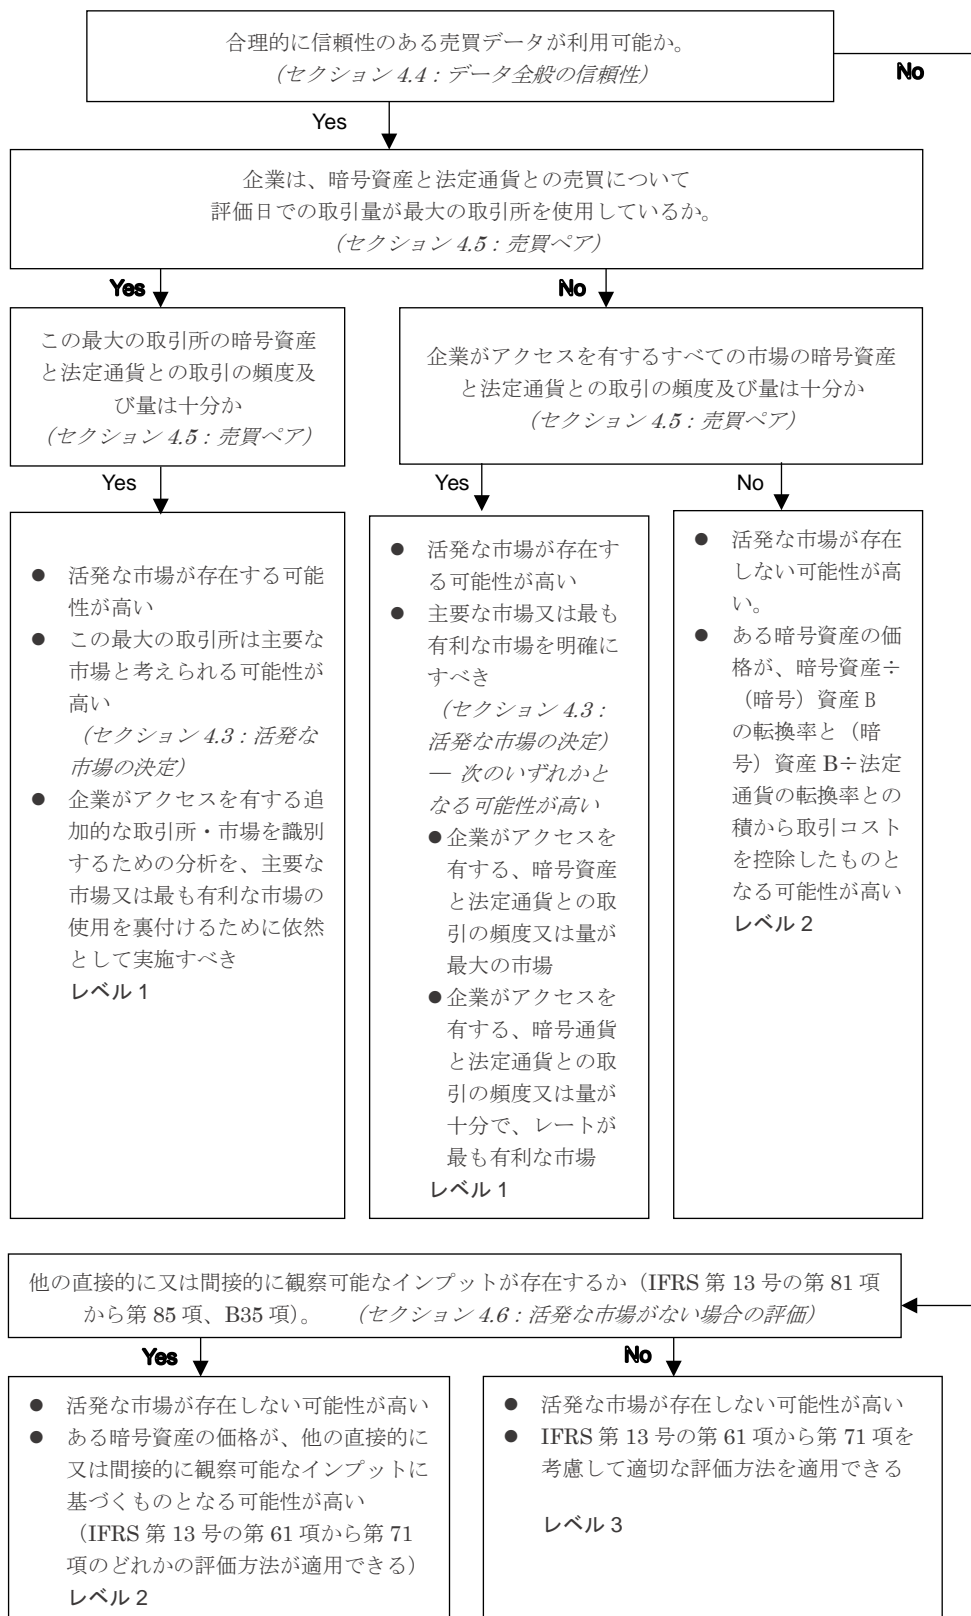 合理的に信頼性のある売買データが利用可能か。
（セクション 4.4：データ全般の信頼性）
No
Yes
企業は、暗号資産と法定通貨との売買について
評価日での取引量が最大の取引所を使用しているか。
（セクション 4.5：売買ペア）
Yes
No
この最大の取引所の暗号資産
と法定通貨との取引の頻度及
び量は十分か
（セクション 4.5：売買ペア）
企業がアクセスを有するすべての市場の暗号資産
と法定通貨との取引の頻度及び量は十分か
（セクション 4.5：売買ペア）
Yes
Yes
No
● 活発な市場が存在する可能
性が高い
● この最大の取引所は主要な
市場と考えられる可能性が
高い
（セクション 4.3：活発な
市場の決定）
● 企業がアクセスを有する追
加的な取引所・市場を識別
するための分析を、主要な
市場又は最も有利な市場の
使用を裏付けるために依然
として実施すべき
レベル 1
● 活発な市場が存在す
る可能性が高い
● 主要な市場又は最も
有利な市場を明確に
すべき
（セクション 4.3：
活発な市場の決定）
― 次のいずれかと
なる可能性が高い
● 企業がアクセスを
有する、暗号資産
と法定通貨との取
引の頻度又は量が
最大の市場
● 企業がアクセスを
有する、暗号通貨
と法定通貨との取
引の頻度又は量が
十分で、レートが
最も有利な市場
レベル 1
● 活発な市場が存在
しない可能性が高
い。
● ある暗号資産の価
格が、暗号資産÷
（暗号）資産 B
の転換率と（暗
号）資産 B÷法定
通貨の転換率との
積から取引コスト
を控除したものと
なる可能性が高い
レベル 2
他の直接的に又は間接的に観察可能なインプットが存在するか（IFRS 第 13 号の第 81 項
から第 85 項、B35 項）。 （セクション 4.6：活発な市場がない場合の評価）
Yes
No
● 活発な市場が存在しない可能性が高い
● ある暗号資産の価格が、他の直接的に
又は間接的に観察可能なインプットに
基づくものとなる可能性が高い
（IFRS 第 13 号の第 61 項から第 71
項のどれかの評価方法が適用できる）
レベル 2
● 活発な市場が存在しない可能性が高い
● IFRS 第 13 号の第 61 項から第 71 項を
考慮して適切な評価方法を適用できる
レベル 3